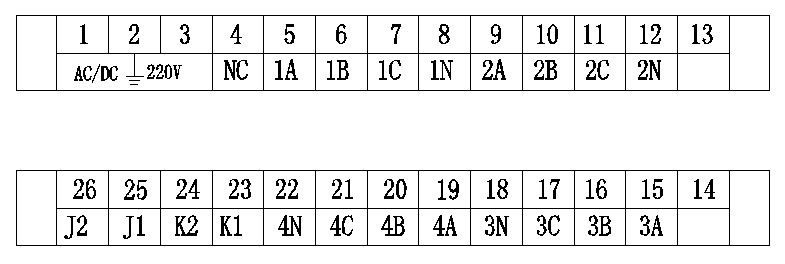 1 2 3 4 5 6 7 8 9 10 11 12 13
AC/DC 220V NC 1A 1B 1C 1N 2A 2B 2C 2N
26 25 24 23 22 21 20 19 18 17 16 15 14
J2 J1 K2 K1 4N 4C 4B 4A 3N 3C 3B 3A